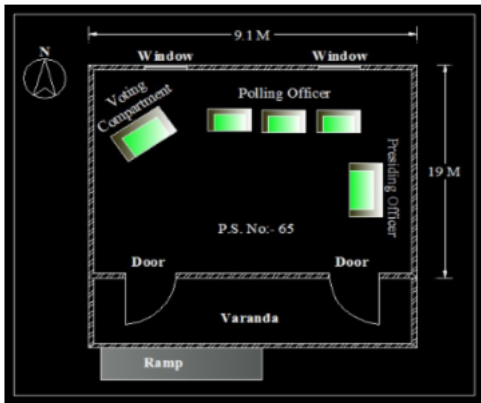 9.1 M
N
Window
Window
Voting
Compartment
Polling Officer
Presiding Officer
19 M
P.S. No:- 65
Door
Door
Varanda
Ramp